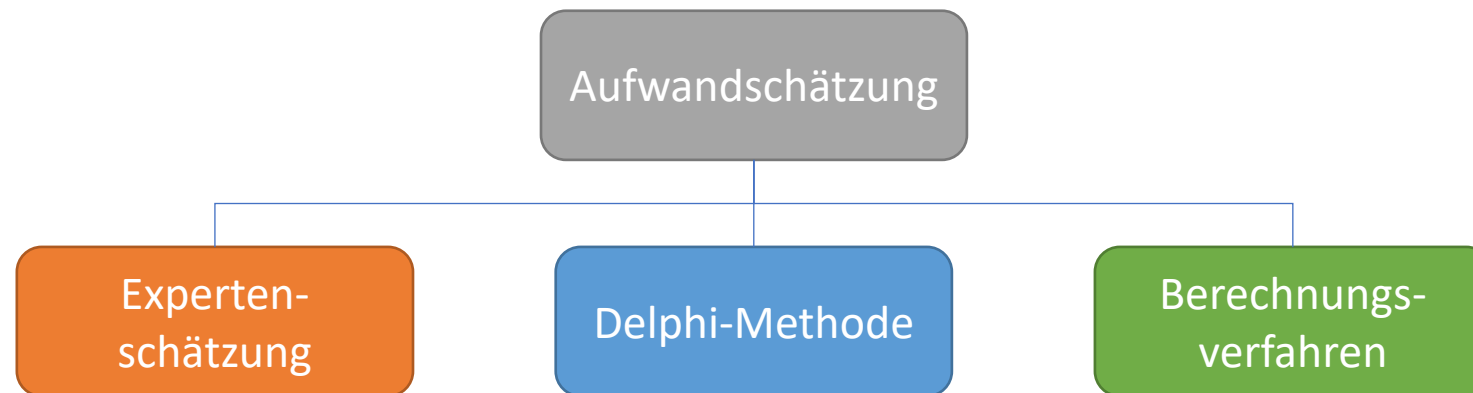 Aufwandschätzung
Experten-
schätzung
Delphi-Methode
Berechnungs-
verfahren